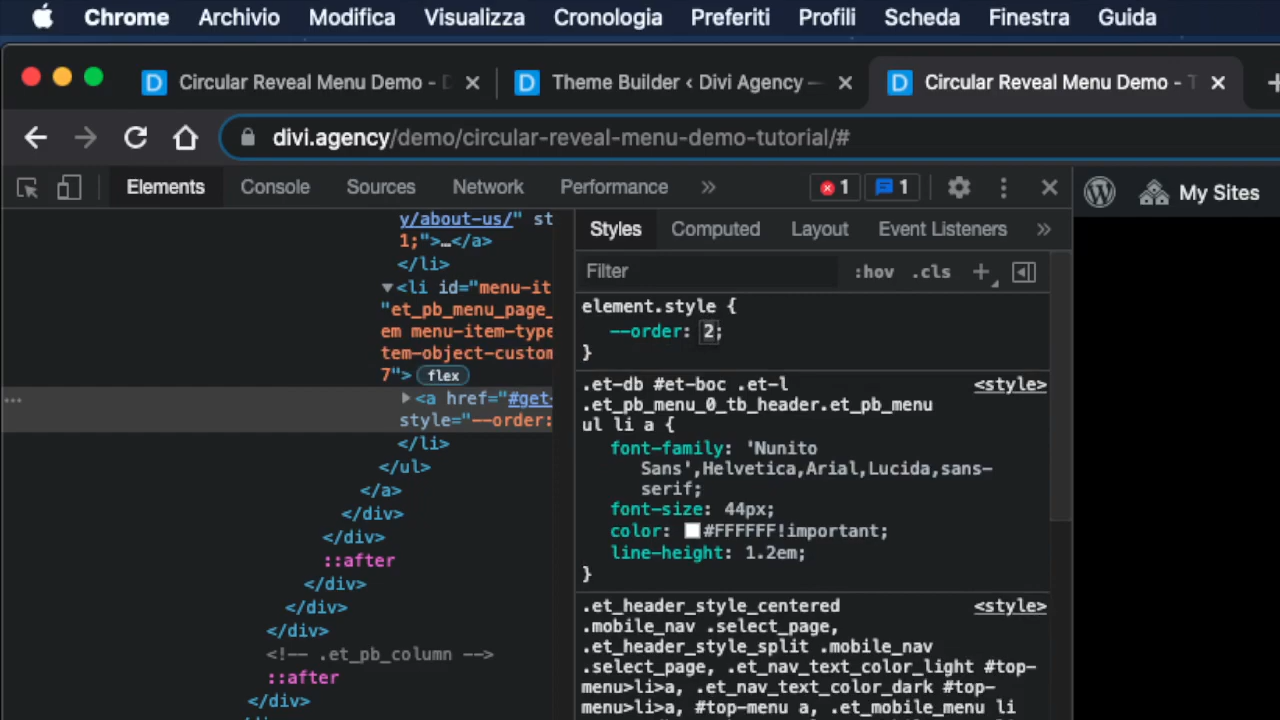 Chrome Archivio Modifica Visualizza Cronologia Preferiti Profili Scheda Finestra Guida
Circular Reveal Menu Demo - D
Theme Builder ‹ Divi Agency —
Circular Reveal Menu Demo - T
divi.agency/demo/circular-reveal-menu-demo-tutorial/#
Elements Console Sources Network Performance » 1 1
My Sites
y/about-us/" st
1;">…</a>
</li>
<li id="menu-it
"et_pb_menu_page_
em menu-item-type
tem-object-custom
7"> flex
<a href="#get-
style="--order:
</li>
</ul>
</a>
</div>
</div>
::after
</div>
</div>
</div>
<!-- .et_pb_column -->
::after
</div>
Styles Computed Layout Event Listeners »
Filter :hov .cls +
element.style {
--order: 2;
}
.et-db #et-boc .et-l <style>
.et_pb_menu_0_tb_header.et_pb_menu
ul li a {
font-family: 'Nunito
Sans',Helvetica,Arial,Lucida,sans-
serif;
font-size: 44px;
color: #FFFFFF!important;
line-height: 1.2em;
}
.et_header_style_centered <style>
.mobile_nav .select_page,
.et_header_style_split .mobile_nav
.select_page, .et_nav_text_color_light #top-
menu>li>a, .et_nav_text_color_dark #top-
menu>li>a, #top-menu a, .et_mobile_menu li